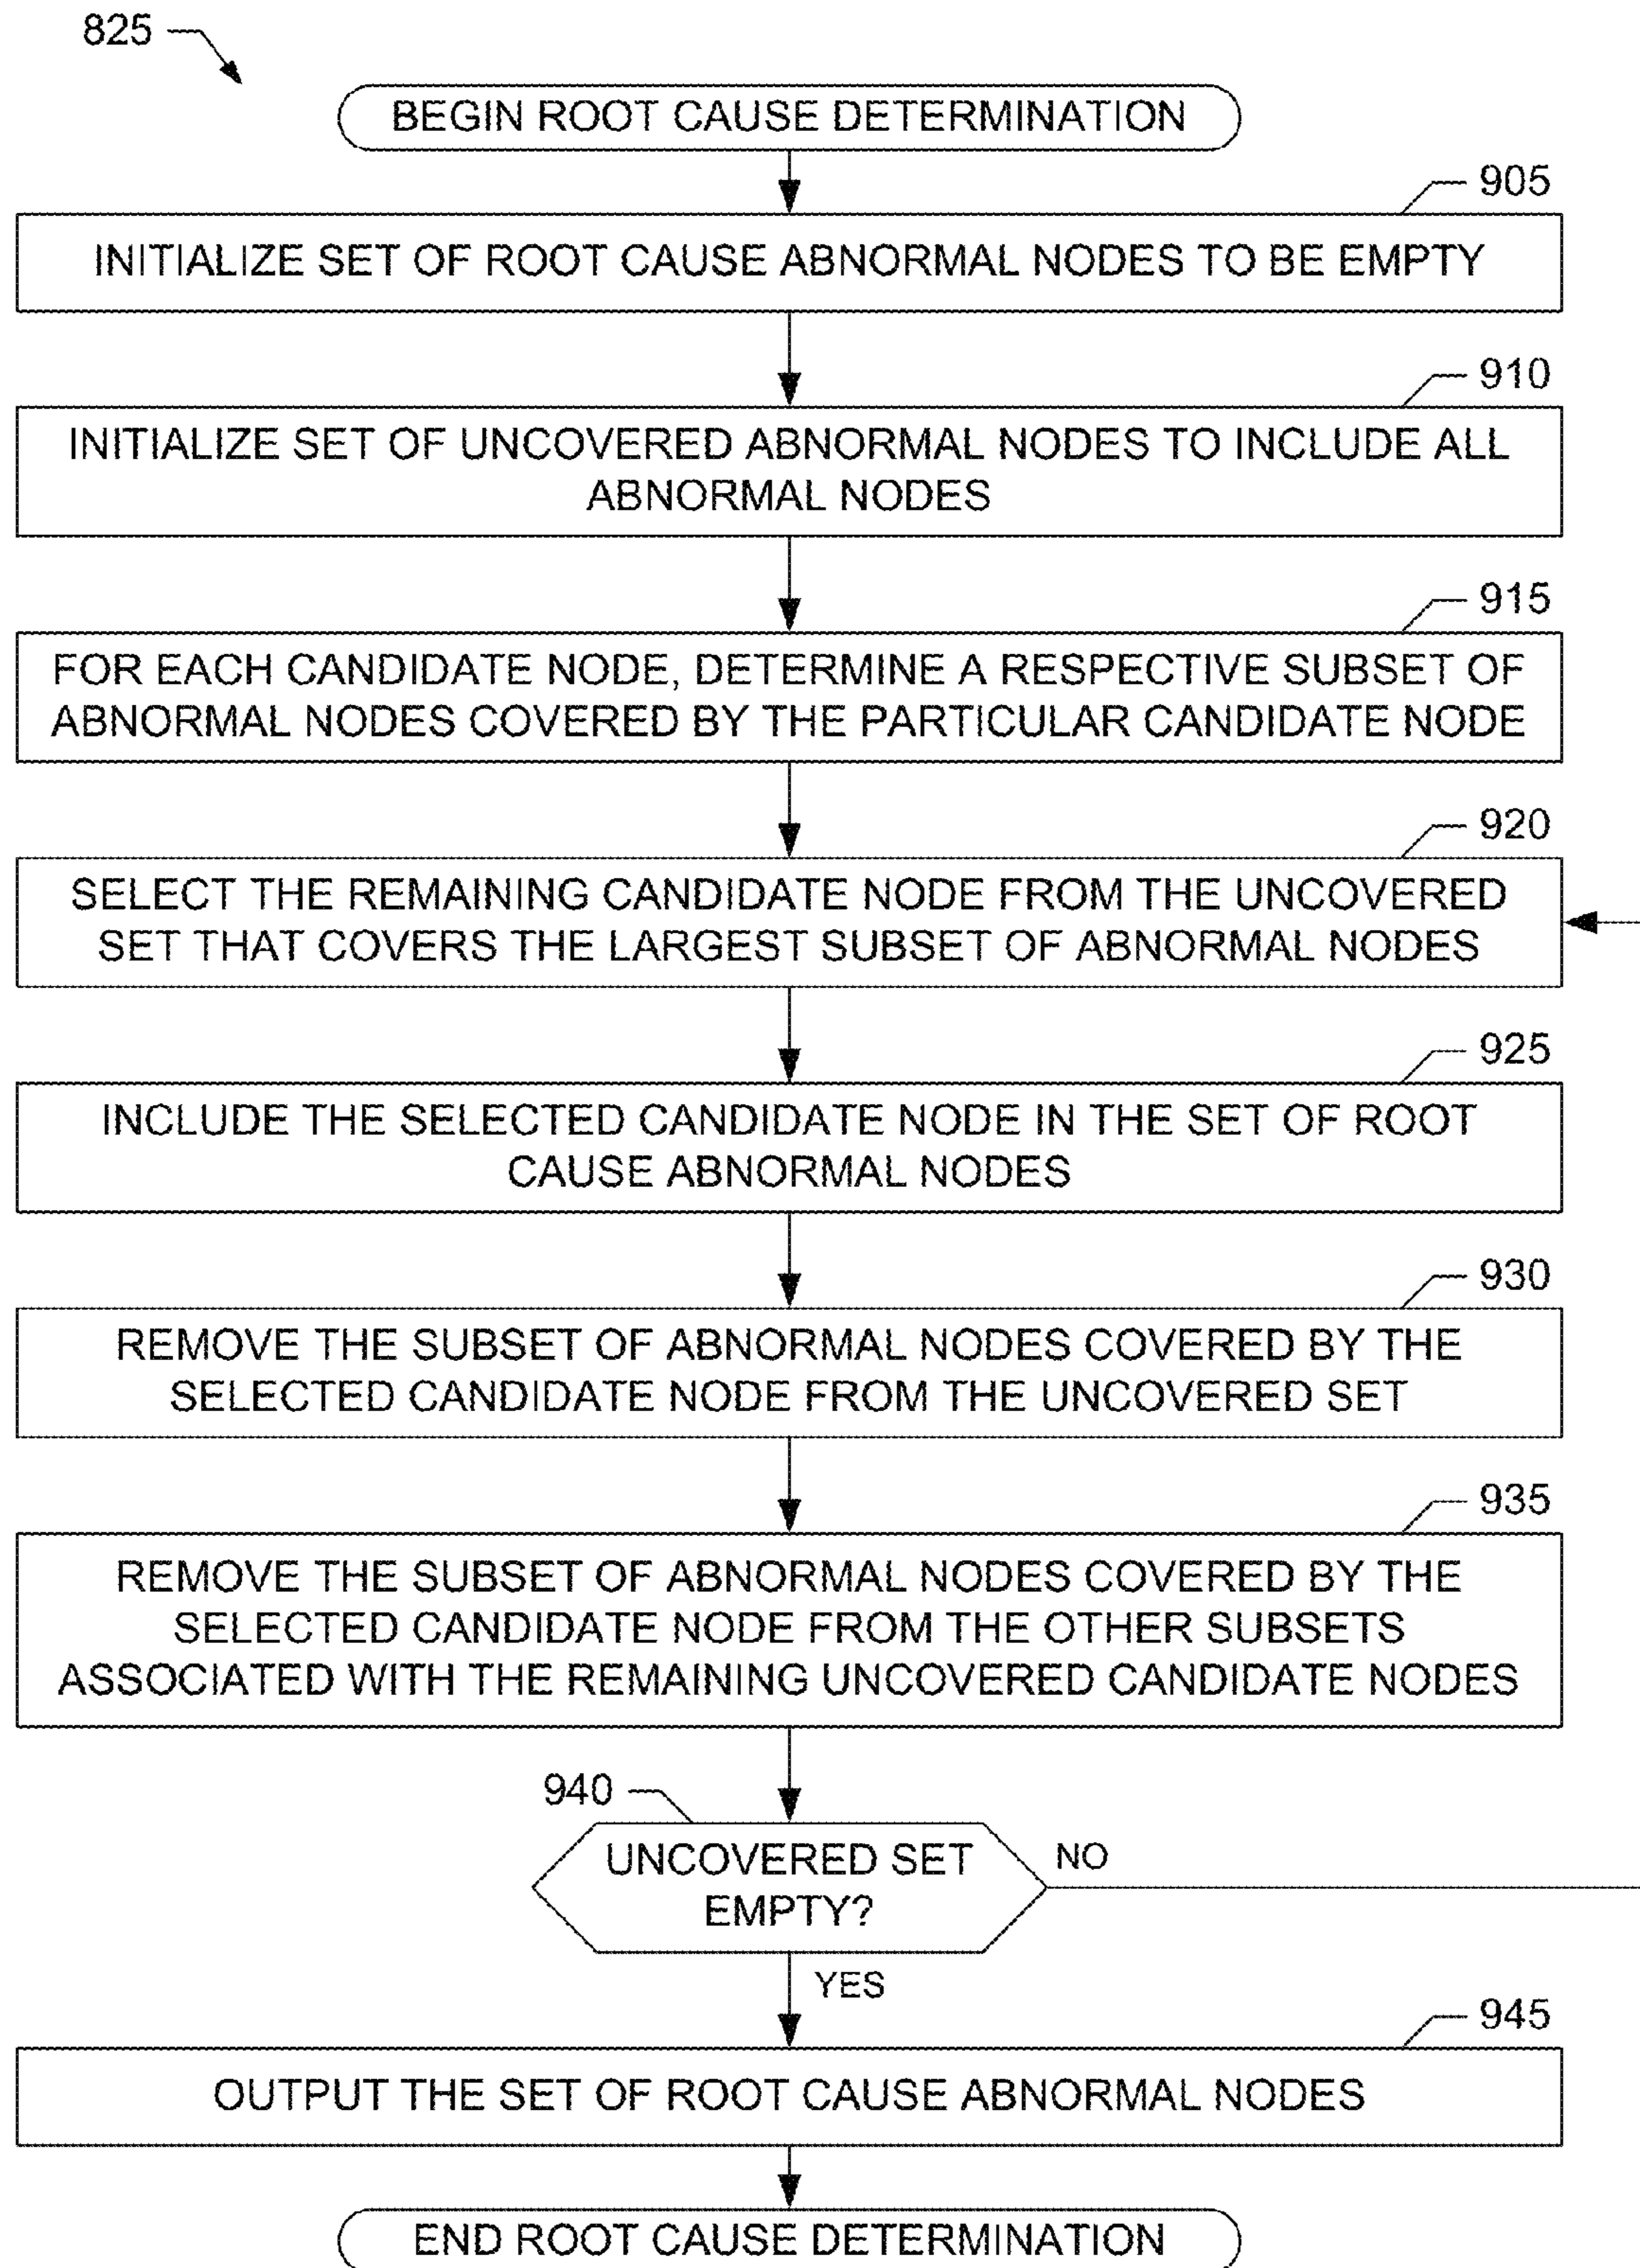 825
BEGIN ROOT CAUSE DETERMINATION
905
INITIALIZE SET OF ROOT CAUSE ABNORMAL NODES TO BE EMPTY
910
INITIALIZE SET OF UNCOVERED ABNORMAL NODES TO INCLUDE ALL
ABNORMAL NODES
915
FOR EACH CANDIDATE NODE, DETERMINE A RESPECTIVE SUBSET OF
ABNORMAL NODES COVERED BY THE PARTICULAR CANDIDATE NODE
920
SELECT THE REMAINING CANDIDATE NODE FROM THE UNCOVERED
SET THAT COVERS THE LARGEST SUBSET OF ABNORMAL NODES
925
INCLUDE THE SELECTED CANDIDATE NODE IN THE SET OF ROOT
CAUSE ABNORMAL NODES
930
REMOVE THE SUBSET OF ABNORMAL NODES COVERED BY THE
SELECTED CANDIDATE NODE FROM THE UNCOVERED SET
935
REMOVE THE SUBSET OF ABNORMAL NODES COVERED BY THE
SELECTED CANDIDATE NODE FROM THE OTHER SUBSETS
ASSOCIATED WITH THE REMAINING UNCOVERED CANDIDATE NODES
940
UNCOVERED SET
EMPTY?
NO
YES
945
OUTPUT THE SET OF ROOT CAUSE ABNORMAL NODES
END ROOT CAUSE DETERMINATION